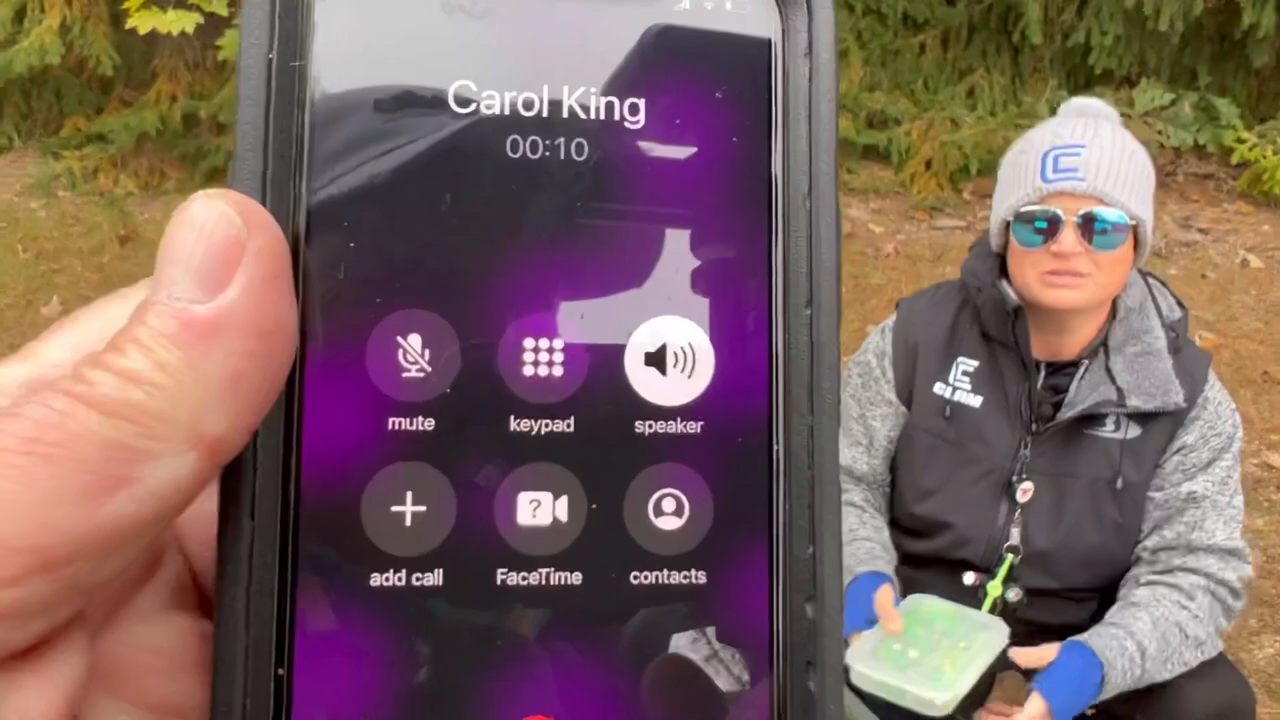 Carol King
00:10
mute
keypad
speaker
?
add call
FaceTime
contacts
C
CLAM